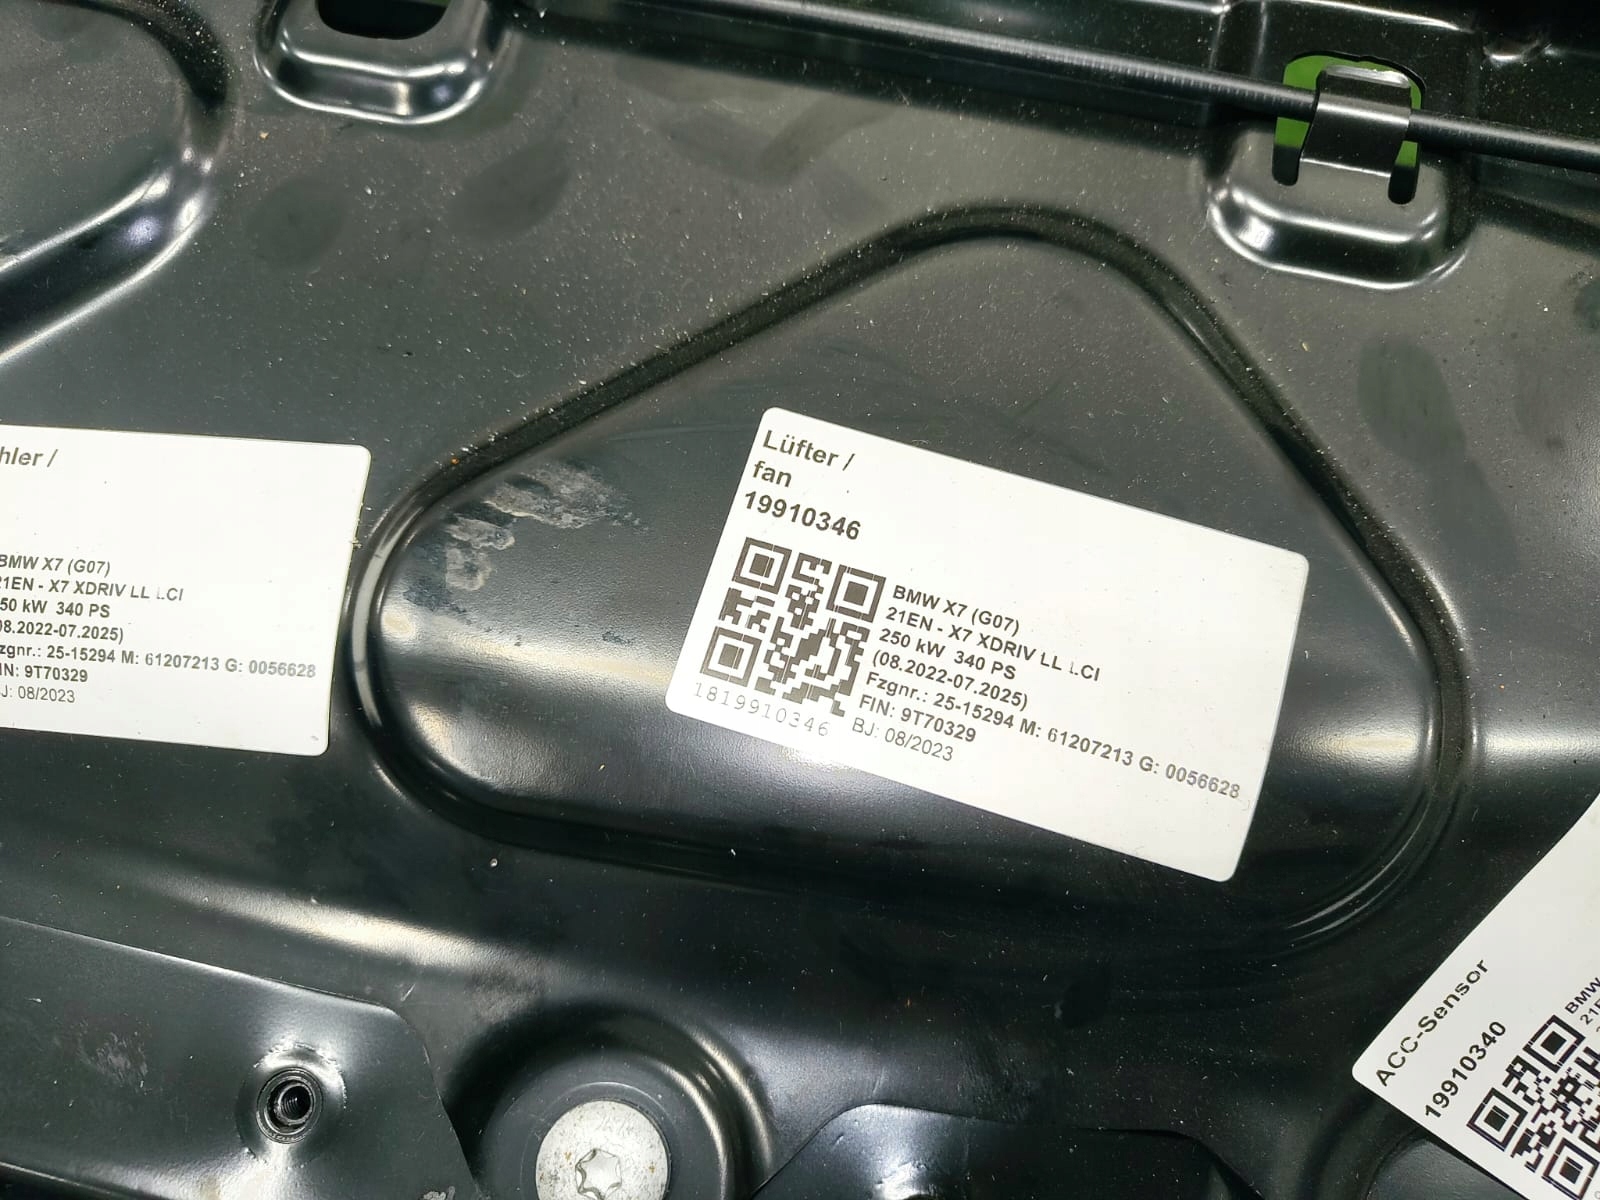 hler /
BMW X7 (G07)
21EN - X7 XDRIV LL LCI
50 kW 340 PS
08.2022-07.2025)
zgnr.: 25-15294 M: 61207213 G: 0056628
IN: 9T70329
J: 08/2023
Lüfter /
fan
19910346
BMW X7 (G07)
21EN - X7 XDRIV LL LCI
250 kW 340 PS
(08.2022-07.2025)
Fzgnr.: 25-15294 M: 61207213 G: 0056628
FIN: 9T70329
BJ: 08/2023
1819910346
ACC-Sensor
19910340
BMW